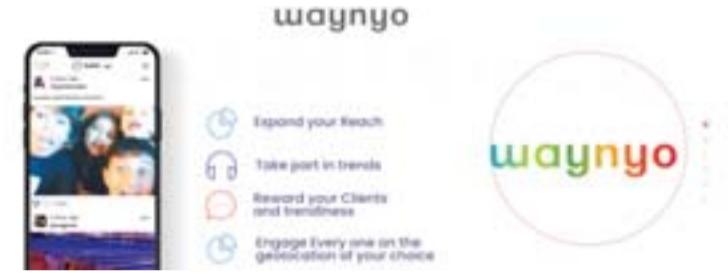 waynyo
Expand your Reach
Take part in trends
Reward your Clients
and trendiness
Engage Every one on the
geolocation of your choice
waynyo